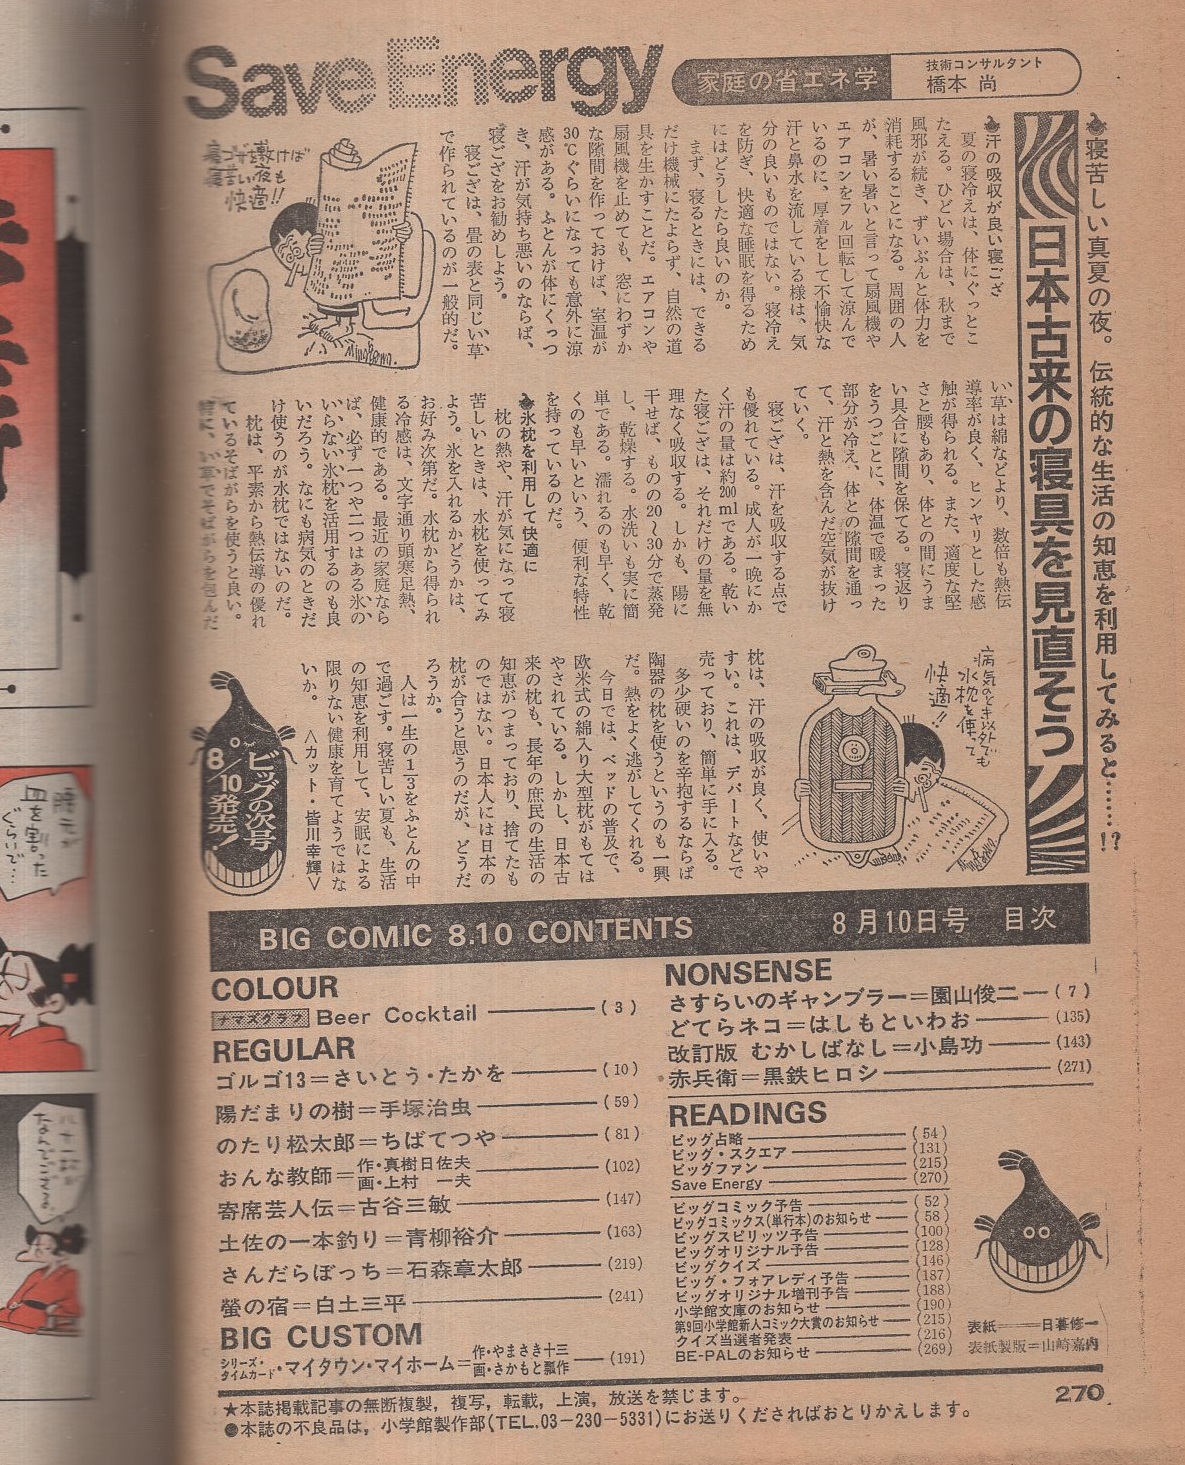 Save Energy
家庭の省エネ学
技術コンサルタント
橋本 尚
寝苦しい真夏の夜。伝統的な生活の知恵を利用してみると……!?
日本古来の寝具を見直そう
汗の吸収が良い寝ござ
夏の寝冷えは、体にぐっとこ
たえる。ひどい場合は、秋まで
風邪が続き、ずいぶんと体力を
消耗することになる。周囲の人
が、暑い暑いと言って扇風機や
エアコンをフル回転して涼んで
いるのに、厚着をして不愉快な
汗と鼻水を流している様は、気
分の良いものではない。寝冷え
を防ぎ、快適な睡眠を得るため
にはどうしたら良いのか。
まず、寝るときには、できる
だけ機械にたよらず、自然の道
具を生かすことだ。エアコンや
扇風機を止めても、窓にわずか
な隙間を作っておけば、室温が
30℃ぐらいになっても意外に涼
感がある。ふとんが体にくっつ
き、汗が気持ち悪いのならば、
寝ござをお勧めしよう。
寝ござは、畳の表と同じい草
で作られているのが一般的だ。
寝ゴザを敷けば
寝苦しい夜も
快適!!
い草は綿などより、数倍も熱伝
導率が良く、ヒンヤリとした感
触が得られる。また、適度な堅
さと腰もあり、体との間にうま
い具合に隙間を保てる。寝返り
をうつごとに、体温で暖まった
部分が冷え、体との隙間を通っ
て、汗と熱を含んだ空気が抜け
ていく。
寝ござは、汗を吸収する点で
も優れている。成人が一晩にか
く汗の量は約200mlである。乾い
た寝ござは、それだけの量を無
理なく吸収する。しかも、陽に
干せば、ものの20~30分で蒸発
し、乾燥する。水洗いも実に簡
単である。濡れるのも早く、乾
くのも早いという、便利な特性
を持っているのだ。
氷枕を利用して快適に
枕の熱や、汗が気になって寝
苦しいときは、水枕を使ってみ
よう。氷を入れるかどうかは、
お好み次第だ。水枕から得られ
る冷感は、文字通り頭寒足熱、
健康的である。最近の家庭なら
ば、必ず一つや二つはある氷の
いらない氷枕を活用するのも良
いだろう。なにも病気のときだ
け使うのが水枕ではないのだ。
枕は、平素から熱伝導の優れ
ているそばがらを使うと良い。
特に、い草でそばがらを包んだ
病気のとき以外でも
水枕を使って
快適!!
枕は、汗の吸収が良く、使いや
すい。これは、デパートなどで
売っており、簡単に手に入る。
多少硬いのを辛抱するならば
陶器の枕を使うというのも一興
だ。熱をよく逃がしてくれる。
今日では、ベッドの普及で、
欧米式の綿入り大型枕がもては
やされている。しかし、日本古
来の枕も、長年の庶民の生活の
知恵がつまっており、捨てたも
のではない。日本人には日本の
枕が合うと思うのだが、どうだ
ろうか。
人は一生の1/3をふとんの中
で過ごす。寝苦しい夏も、生活
の知恵を利用して、安眠による
限りない健康を育てようではな
いか。 〈カット・皆川幸輝〉
ビッグの次号
8/10発売!
BIG COMIC 8.10 CONTENTS 8月10日号 目次
COLOUR
ナマズグラフ Beer Cocktail (3)
REGULAR
ゴルゴ13=さいとう・たかを (10)
陽だまりの樹=手塚治虫 (59)
のたり松太郎=ちばてつや (81)
おんな教師=作・真樹日佐夫 画・上村一夫 (102)
寄席芸人伝=古谷三敏 (147)
土佐の一本釣り=青柳裕介 (163)
さんだらぼっち=石森章太郎 (219)
螢の宿=白土三平 (241)
BIG CUSTOM
シリーズ・タイムカード・マイタウン・マイホーム=作・やまさき十三 画・さかもと瓢作 (191)
NONSENSE
さすらいのギャンブラー=園山俊二 (7)
どてらネコ=はしもといわお (135)
改訂版 むかしばなし=小島功 (143)
赤兵衛=黒鉄ヒロシ (271)
READINGS
ビッグ占略 (54)
ビッグ・スクエア (131)
ビッグファン (215)
Save Energy (270)
ビッグコミック予告 (52)
ビッグコミックス(単行本)のお知らせ (58)
ビッグスピリッツ予告 (100)
ビッグオリジナル予告 (128)
ビッグクイズ (146)
ビッグ・フォアレディ予告 (187)
ビッグオリジナル増刊予告 (188)
小学館文庫のお知らせ (190)
第9回小学館新人コミック大賞のお知らせ (215)
クイズ当選者発表 (216)
BE-PALのお知らせ (269)
表紙――日暮修一
表紙製版=山崎嘉内
★本誌掲載記事の無断複製，複写，転載，上演，放送を禁じます。
●本誌の不良品は，小学館製作部(TEL.03-230-5331)にお送りくださればおとりかえします。
270
皿を割った
ぐらいで…
なんでござる